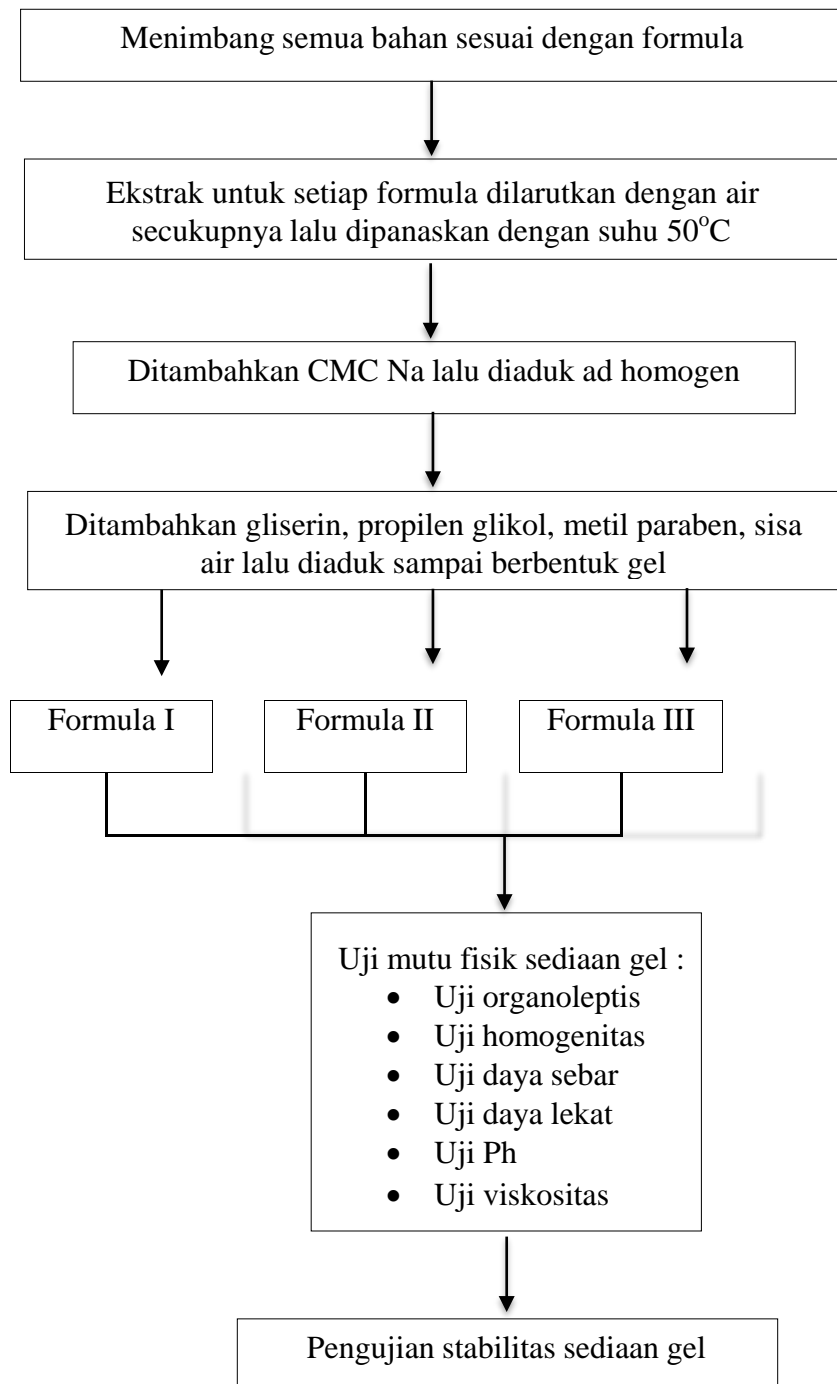 Menimbang semua bahan sesuai dengan formula
Ekstrak untuk setiap formula dilarutkan dengan air
secukupnya lalu dipanaskan dengan suhu 50°C
Ditambahkan CMC Na lalu diaduk ad homogen
Ditambahkan gliserin, propilen glikol, metil paraben, sisa
air lalu diaduk sampai berbentuk gel
Formula I
Formula II
Formula III
Uji mutu fisik sediaan gel :
• Uji organoleptis
• Uji homogenitas
• Uji daya sebar
• Uji daya lekat
• Uji Ph
• Uji viskositas
Pengujian stabilitas sediaan gel